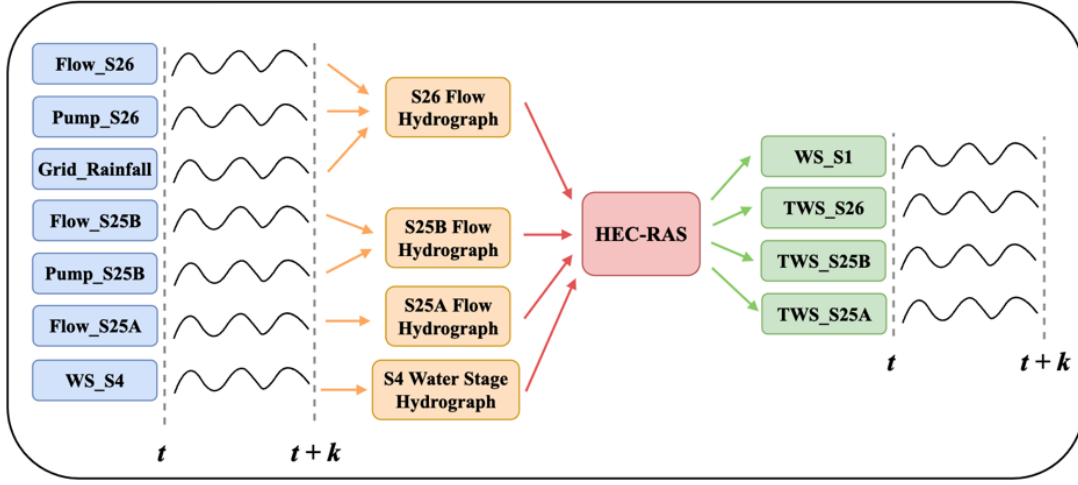 Flow_S26
Pump_S26
Grid_Rainfall
Flow_S25B
Pump_S25B
Flow_S25A
WS_S4
t
t + k
S26 Flow
Hydrograph
S25B Flow
Hydrograph
S25A Flow
Hydrograph
S4 Water Stage
Hydrograph
HEC-RAS
WS_S1
TWS_S26
TWS_S25B
TWS_S25A
t
t + k